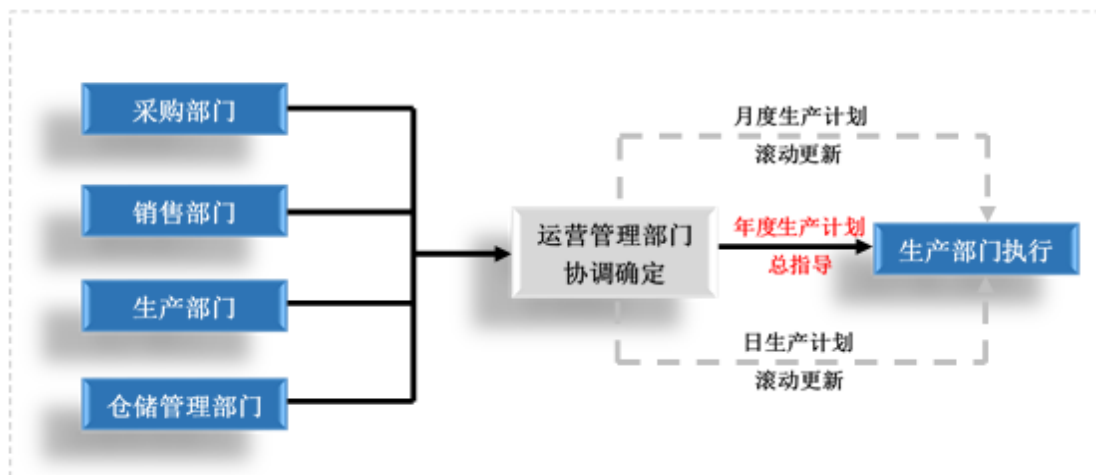 采购部门
销售部门
生产部门
仓储管理部门
运营管理部门
协调确定
月度生产计划
滚动更新
年度生产计划
总指导
日生产计划
滚动更新
生产部门执行